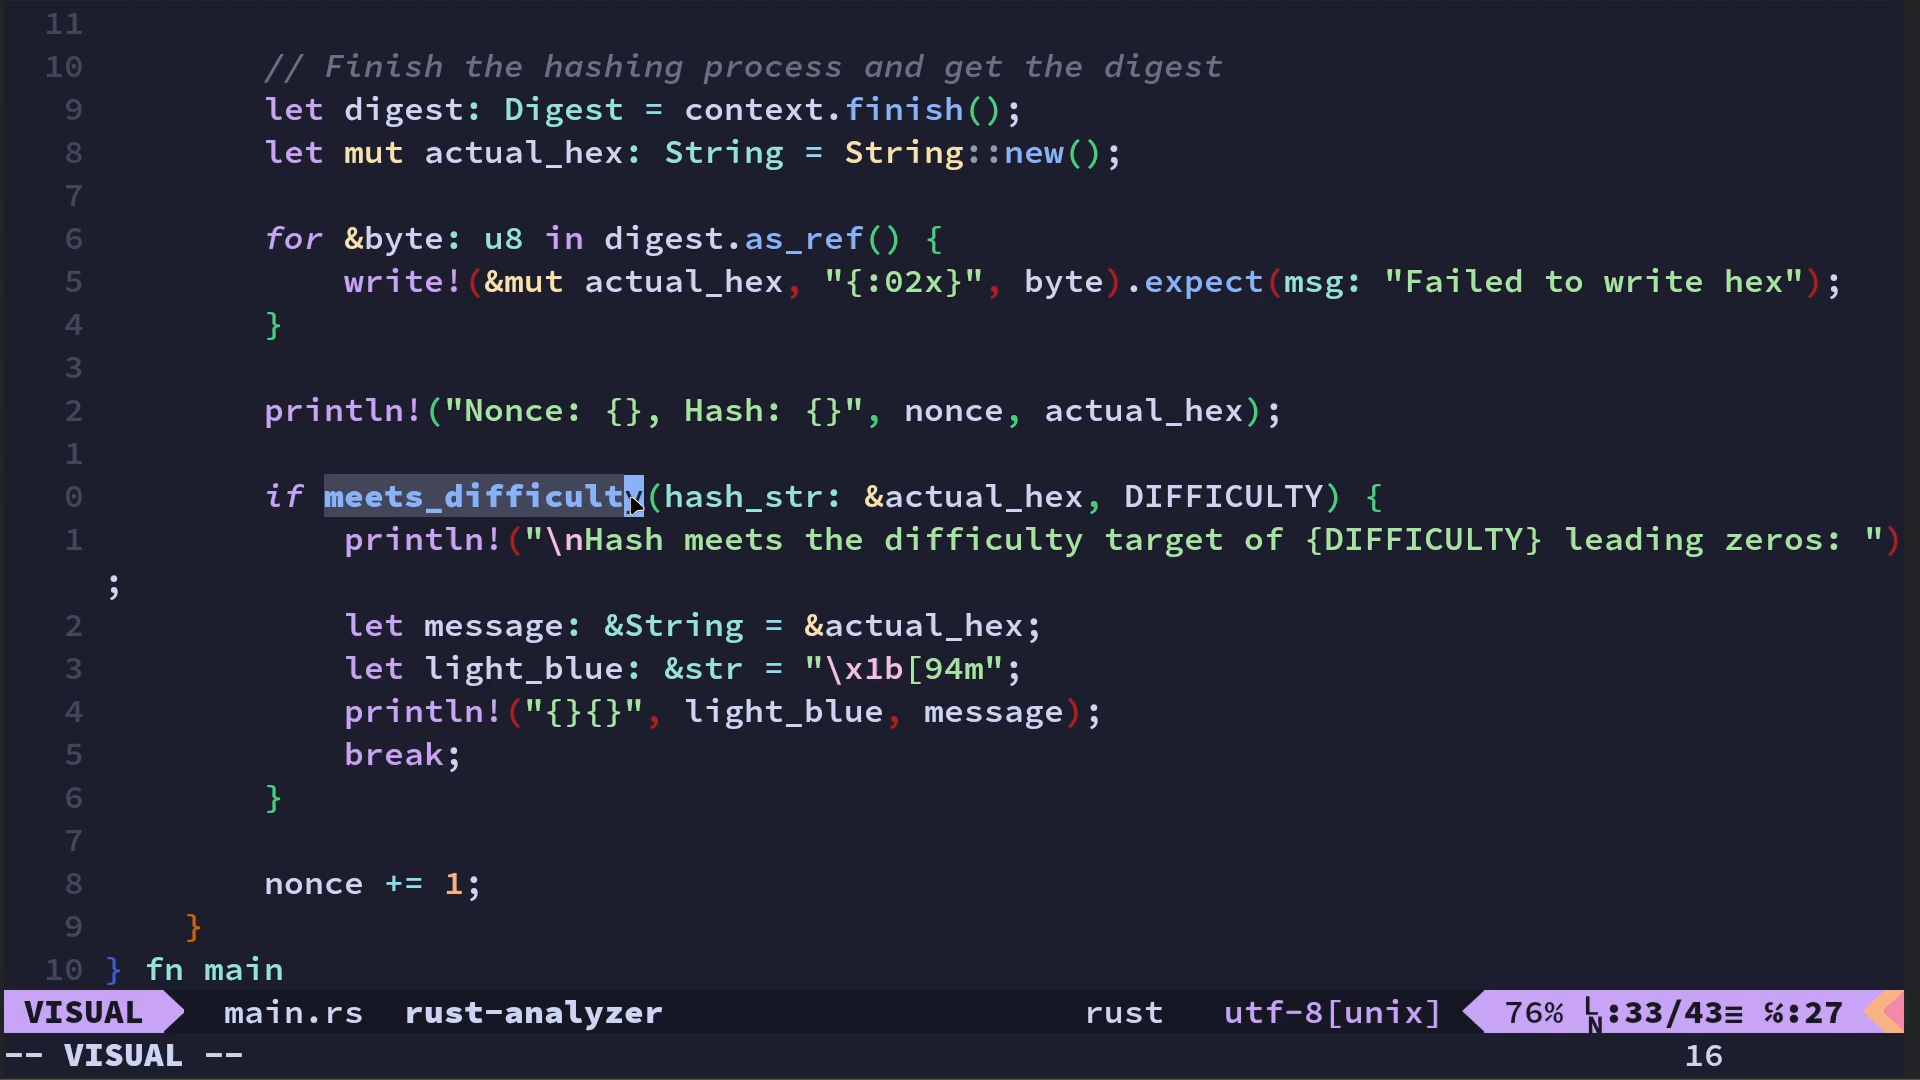 11
10 // Finish the hashing process and get the digest
9 let digest: Digest = context.finish();
8 let mut actual_hex: String = String::new();
7
6 for &byte: u8 in digest.as_ref() {
5 write!(&mut actual_hex, "{:02x}", byte).expect(msg: "Failed to write hex");
4 }
3
2 println!("Nonce: {}, Hash: {}", nonce, actual_hex);
1
0 if meets_difficulty(hash_str: &actual_hex, DIFFICULTY) {
1 println!("\nHash meets the difficulty target of {DIFFICULTY} leading zeros: ")
;
2 let message: &String = &actual_hex;
3 let light_blue: &str = "\x1b[94m";
4 println!("{}{}", light_blue, message);
5 break;
6 }
7
8 nonce += 1;
9 }
10 } fn main
VISUAL main.rs rust-analyzer rust utf-8[unix] 76% LN:33/43≡ ℅:27
-- VISUAL -- 16